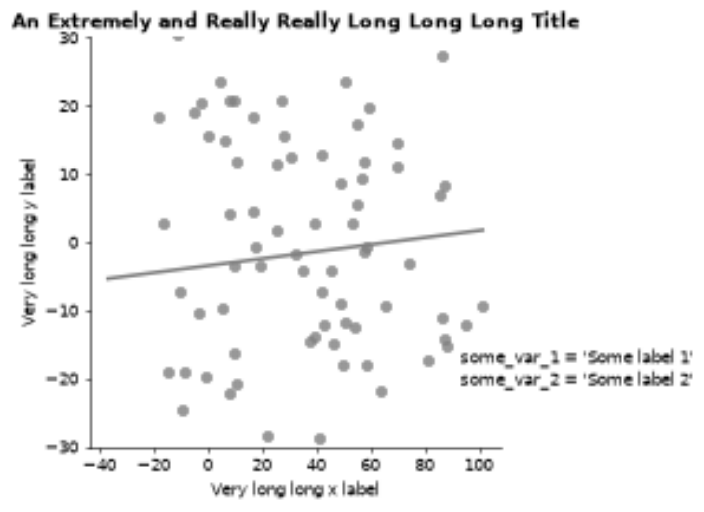 An Extremely and Really Really Long Long Long Title
30
20
10
0
−10
−20
−30
Very long long y label
some_var_1 = 'Some label 1'
some_var_2 = 'Some label 2'
−40 −20 0 20 40 60 80 100
Very long long x label